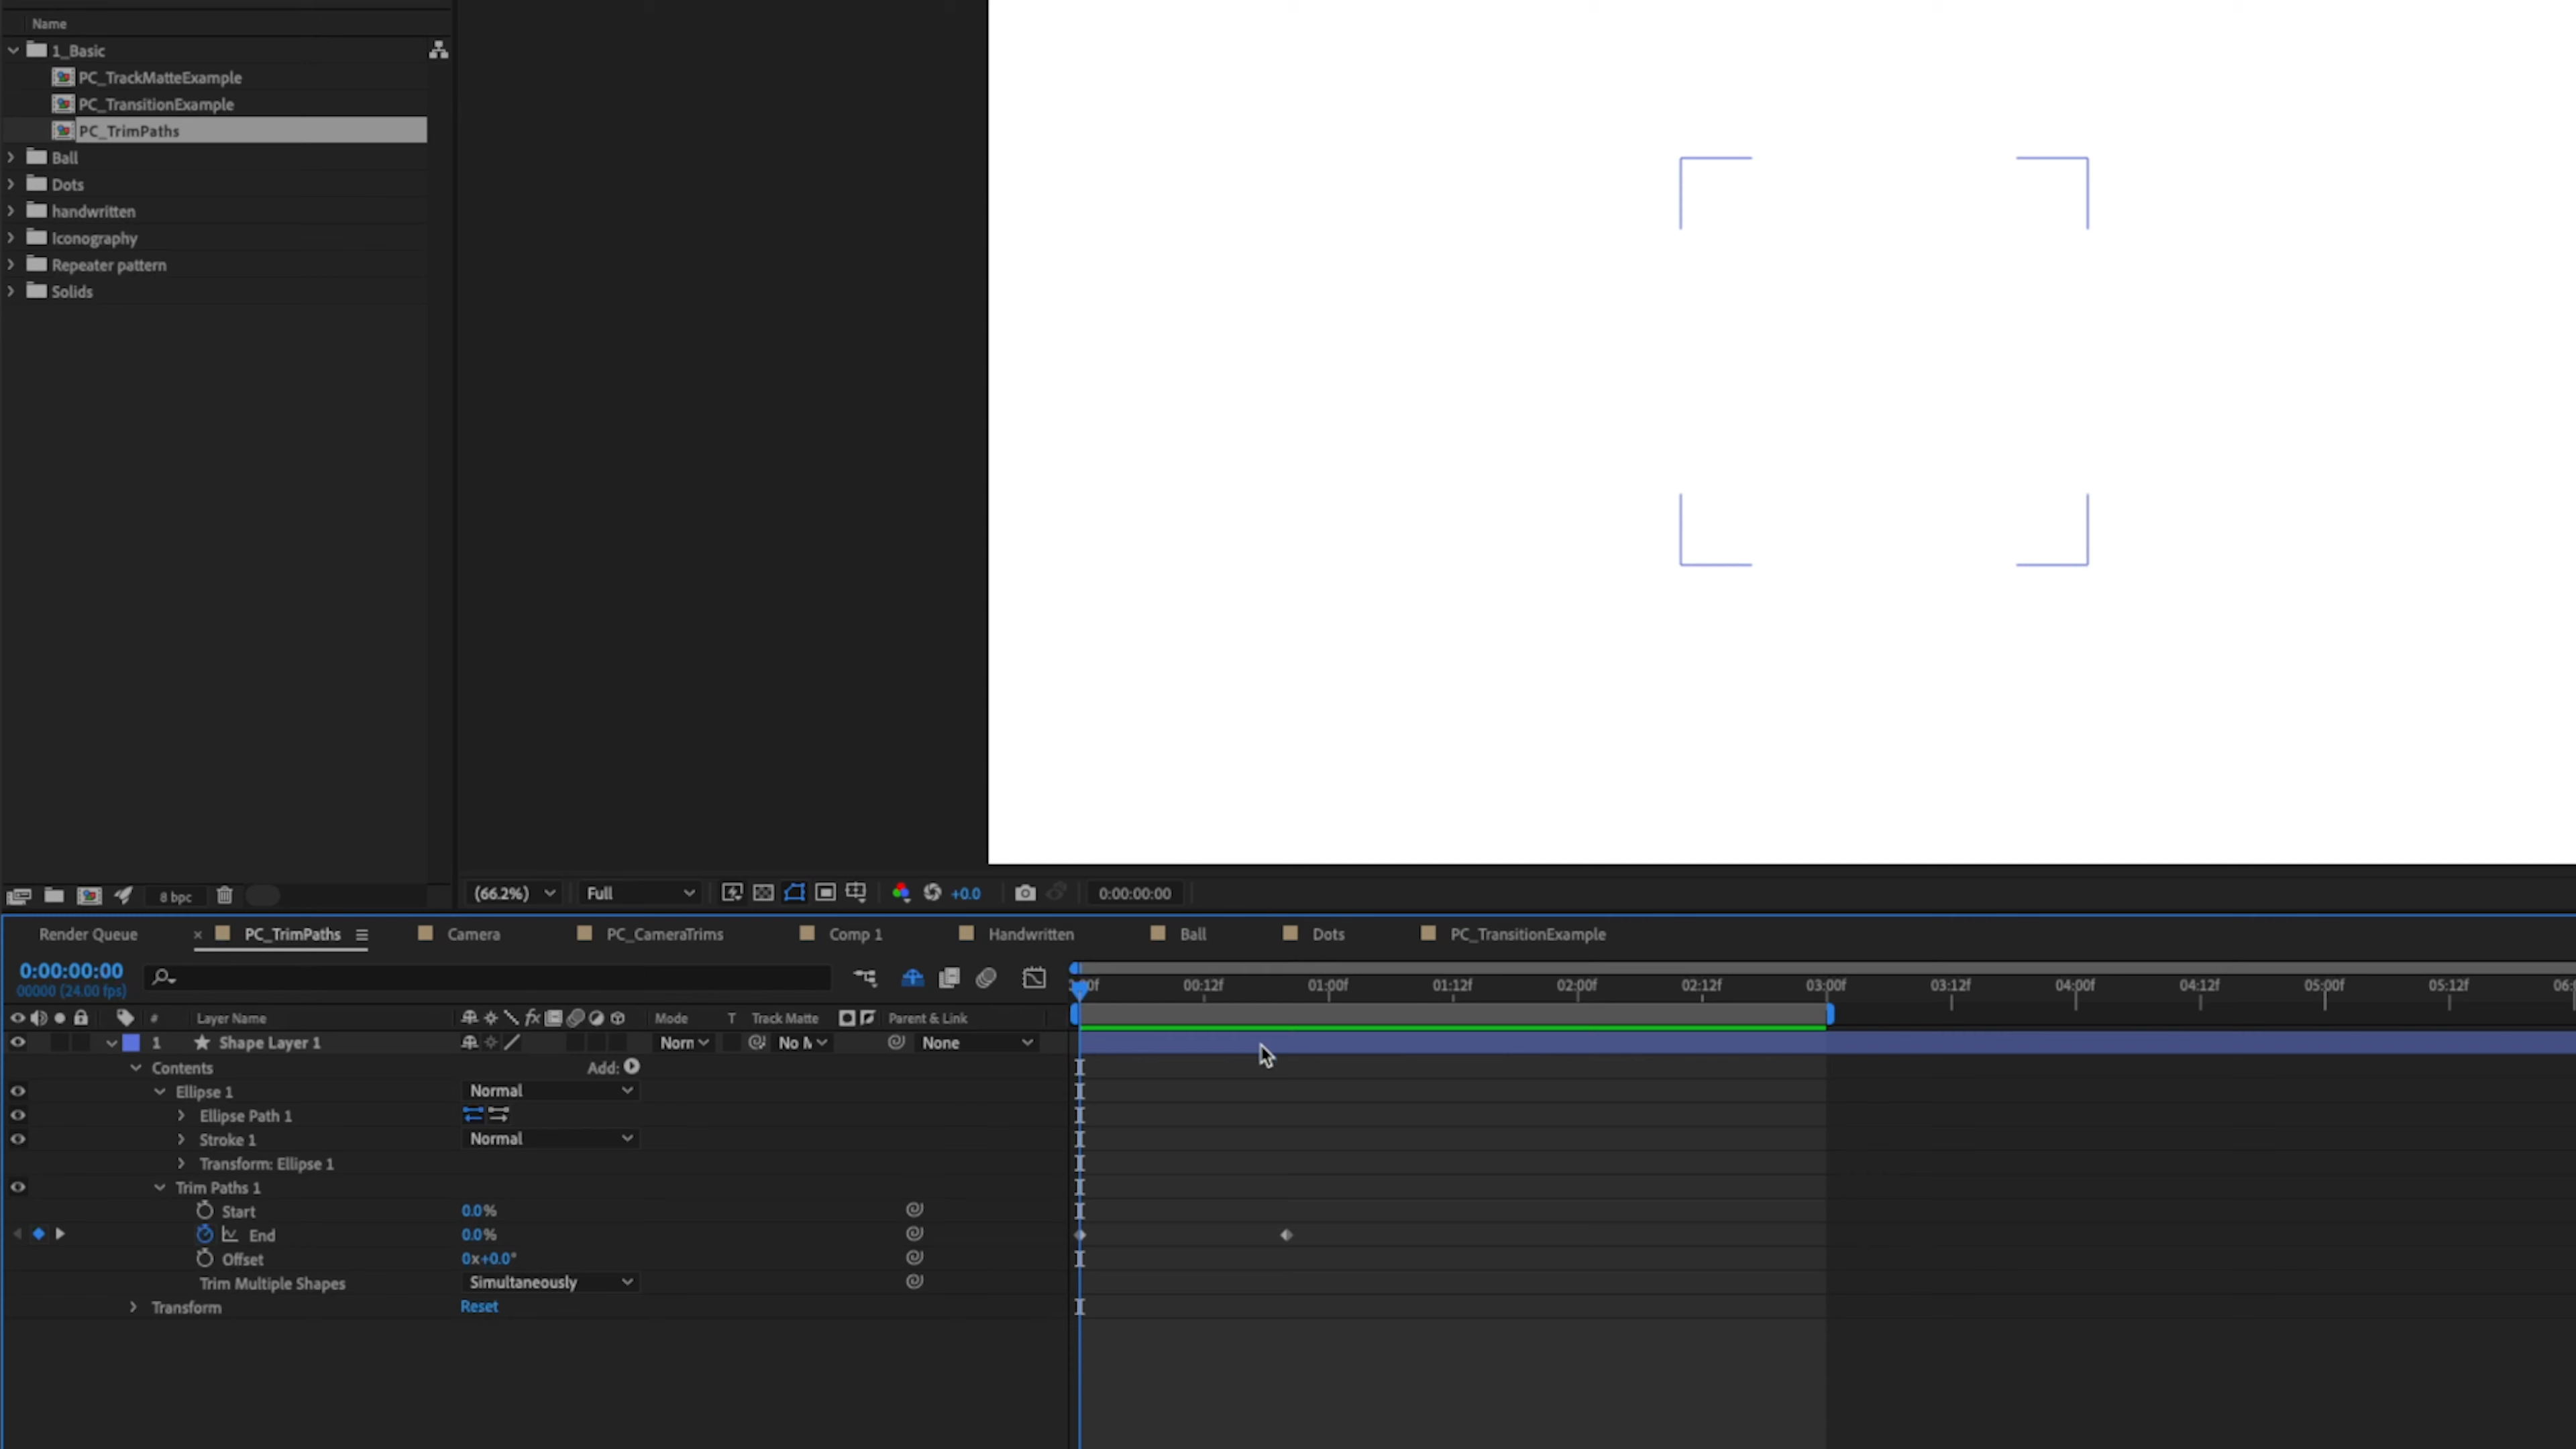 Name
1_Basic
PC_TrackMatteExample
PC_TransitionExample
PC_TrimPaths
Ball
Dots
handwritten
Iconography
Repeater pattern
Solids
8 bpc
(66.2%) Full +0.0 0:00:00:00
Render Queue × PC_TrimPaths Camera PC_CameraTrims Comp 1 Handwritten Ball Dots PC_TransitionExample
0:00:00:00
00000 (24.00 fps)
00:12f 01:00f 01:12f 02:00f 02:12f 03:00f 03:12f 04:00f 04:12f 05:00f 05:12f
# Layer Name fx Mode T Track Matte Parent & Link
1 Shape Layer 1 Norm No M None
Contents Add:
Ellipse 1 Normal
Ellipse Path 1
Stroke 1 Normal
Transform: Ellipse 1
Trim Paths 1
Start 0.0%
End 0.0%
Offset 0x+0.0°
Trim Multiple Shapes Simultaneously
Transform Reset